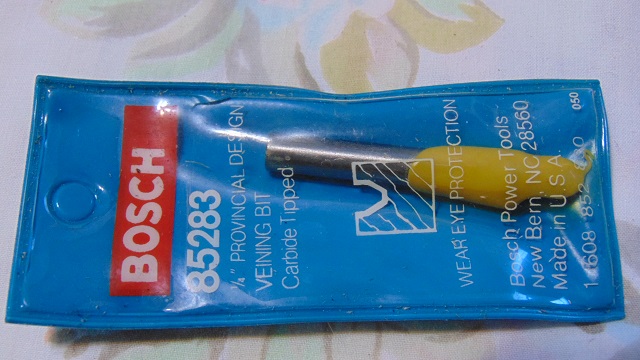 BOSCH
85283
1/4" PROVINCIAL DESIGN
VEINING BIT
Carbide Tipped
WEAR EYE PROTECTION
Bosch Power Tools
New Bern, NC 28560
Made in U.S.A.
852
050